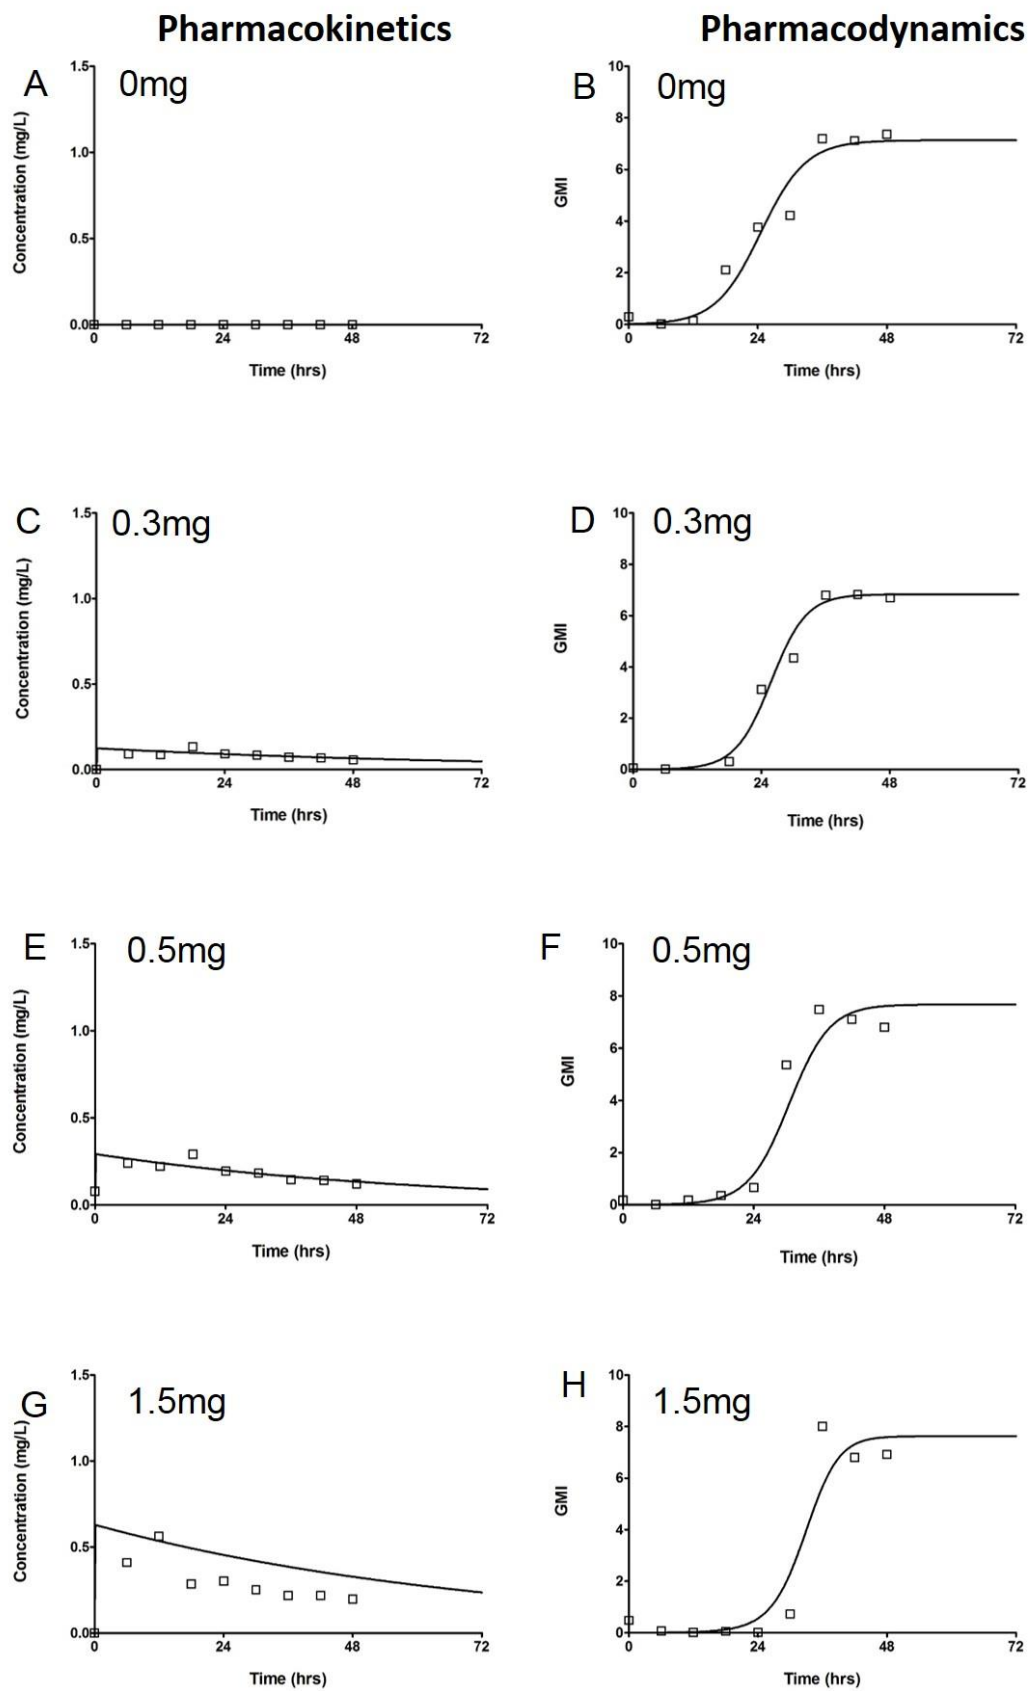 Pharmacokinetics Pharmacodynamics
A 0mg B 0mg
1.5 10
Concentration (mg/L) 8
1.0 GMI 6
0.5 4
2
0.0 0
0 24 48 72 0 24 48 72
Time (hrs) Time (hrs)
C 0.3mg D 0.3mg
1.5 10
Concentration (mg/L) 8
1.0 GMI 6
0.5 4
2
0.0 0
0 24 48 72 0 24 48 72
Time (hrs) Time (hrs)
E 0.5mg F 0.5mg
1.5 10
Concentration (mg/L) 8
1.0 GMI 6
0.5 4
2
0.0 0
0 24 48 72 0 24 48 72
Time (hrs) Time (hrs)
G 1.5mg H 1.5mg
1.5 10
Concentration (mg/L) 8
1.0 GMI 6
0.5 4
2
0.0 0
0 24 48 72 0 24 48 72
Time (hrs) Time (hrs)